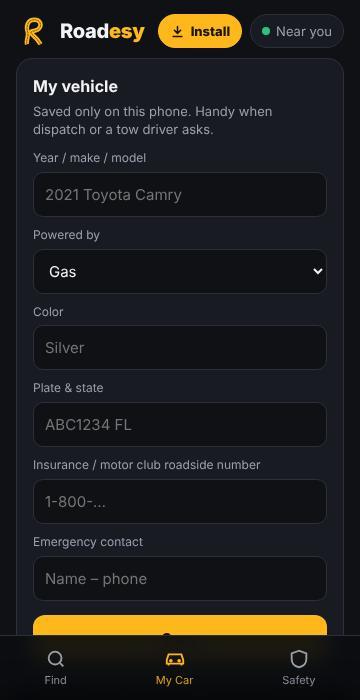 Roadesy
Install
Near you
My vehicle
Saved only on this phone. Handy when
dispatch or a tow driver asks.
Year / make / model
2021 Toyota Camry
Powered by
Gas
Color
Silver
Plate & state
ABC1234 FL
Insurance / motor club roadside number
1-800-...
Emergency contact
Name – phone
Find
My Car
Safety